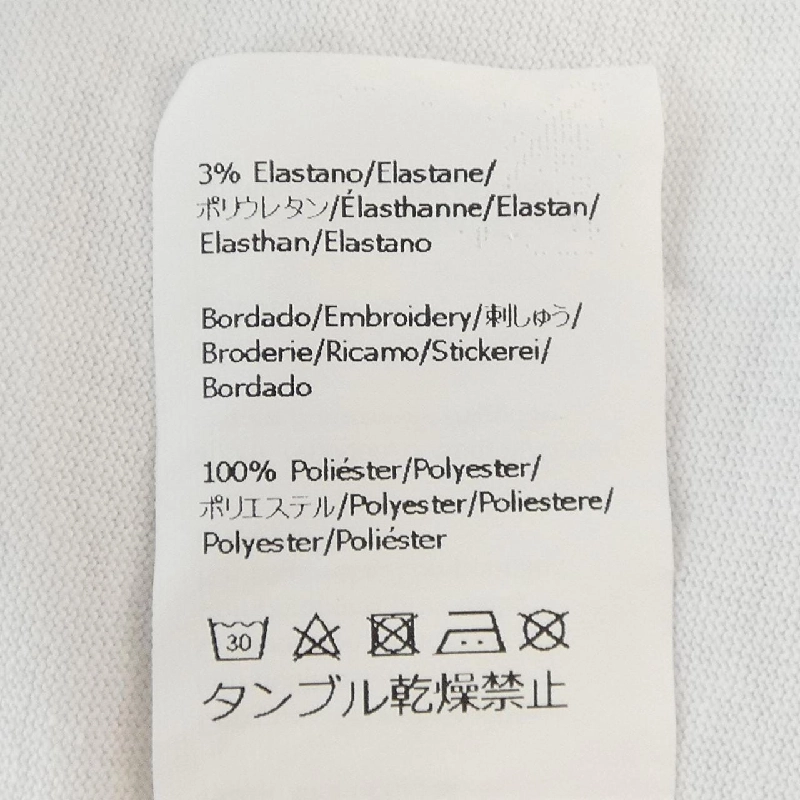 3% Elastano/Elastane/
ポリウレタン/Élasthanne/Elastan/
Elasthan/Elastano
Bordado/Embroidery/刺しゅう/
Broderie/Ricamo/Stickerei/
Bordado
100% Poliéster/Polyester/
ポリエステル/Polyester/Poliestere/
Polyester/Poliéster
30
タンブル乾燥禁止